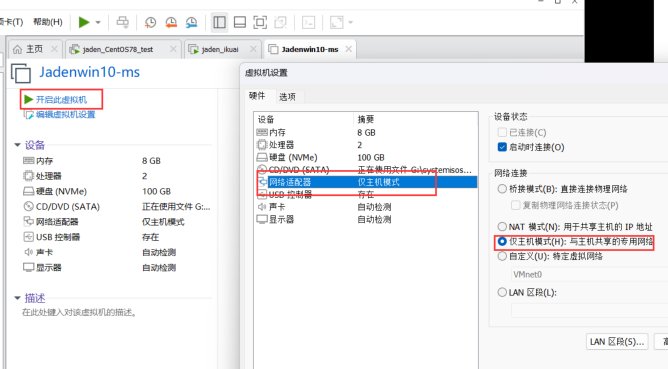 项卡(T) 帮助(H)
主页 jaden_CentOS78_test jaden_ikuai Jadenwin10-ms
Jadenwin10-ms
开启此虚拟机
编辑虚拟机设置
设备
内存 8 GB
处理器 2
硬盘 (NVMe) 100 GB
CD/DVD (SATA) 正在使用文件 G:...
网络适配器 仅主机模式
USB 控制器 存在
声卡 自动检测
显示器 自动检测
描述
在此处键入对该虚拟机的描述。
虚拟机设置
硬件 选项
设备 摘要
内存 8 GB
处理器 2
硬盘 (NVMe) 100 GB
CD/DVD (SATA) 正在使用文件 G:\systemisos...
网络适配器 仅主机模式
USB 控制器 存在
声卡 自动检测
显示器 自动检测
设备状态
已连接(C)
启动时连接(O)
网络连接
桥接模式(B): 直接连接物理网络
复制物理网络连接状态(P)
NAT 模式(N): 用于共享主机的 IP 地址
仅主机模式(H): 与主机共享的专用网络
自定义(U): 特定虚拟网络
VMnet0
LAN 区段(L):
LAN 区段(S)...